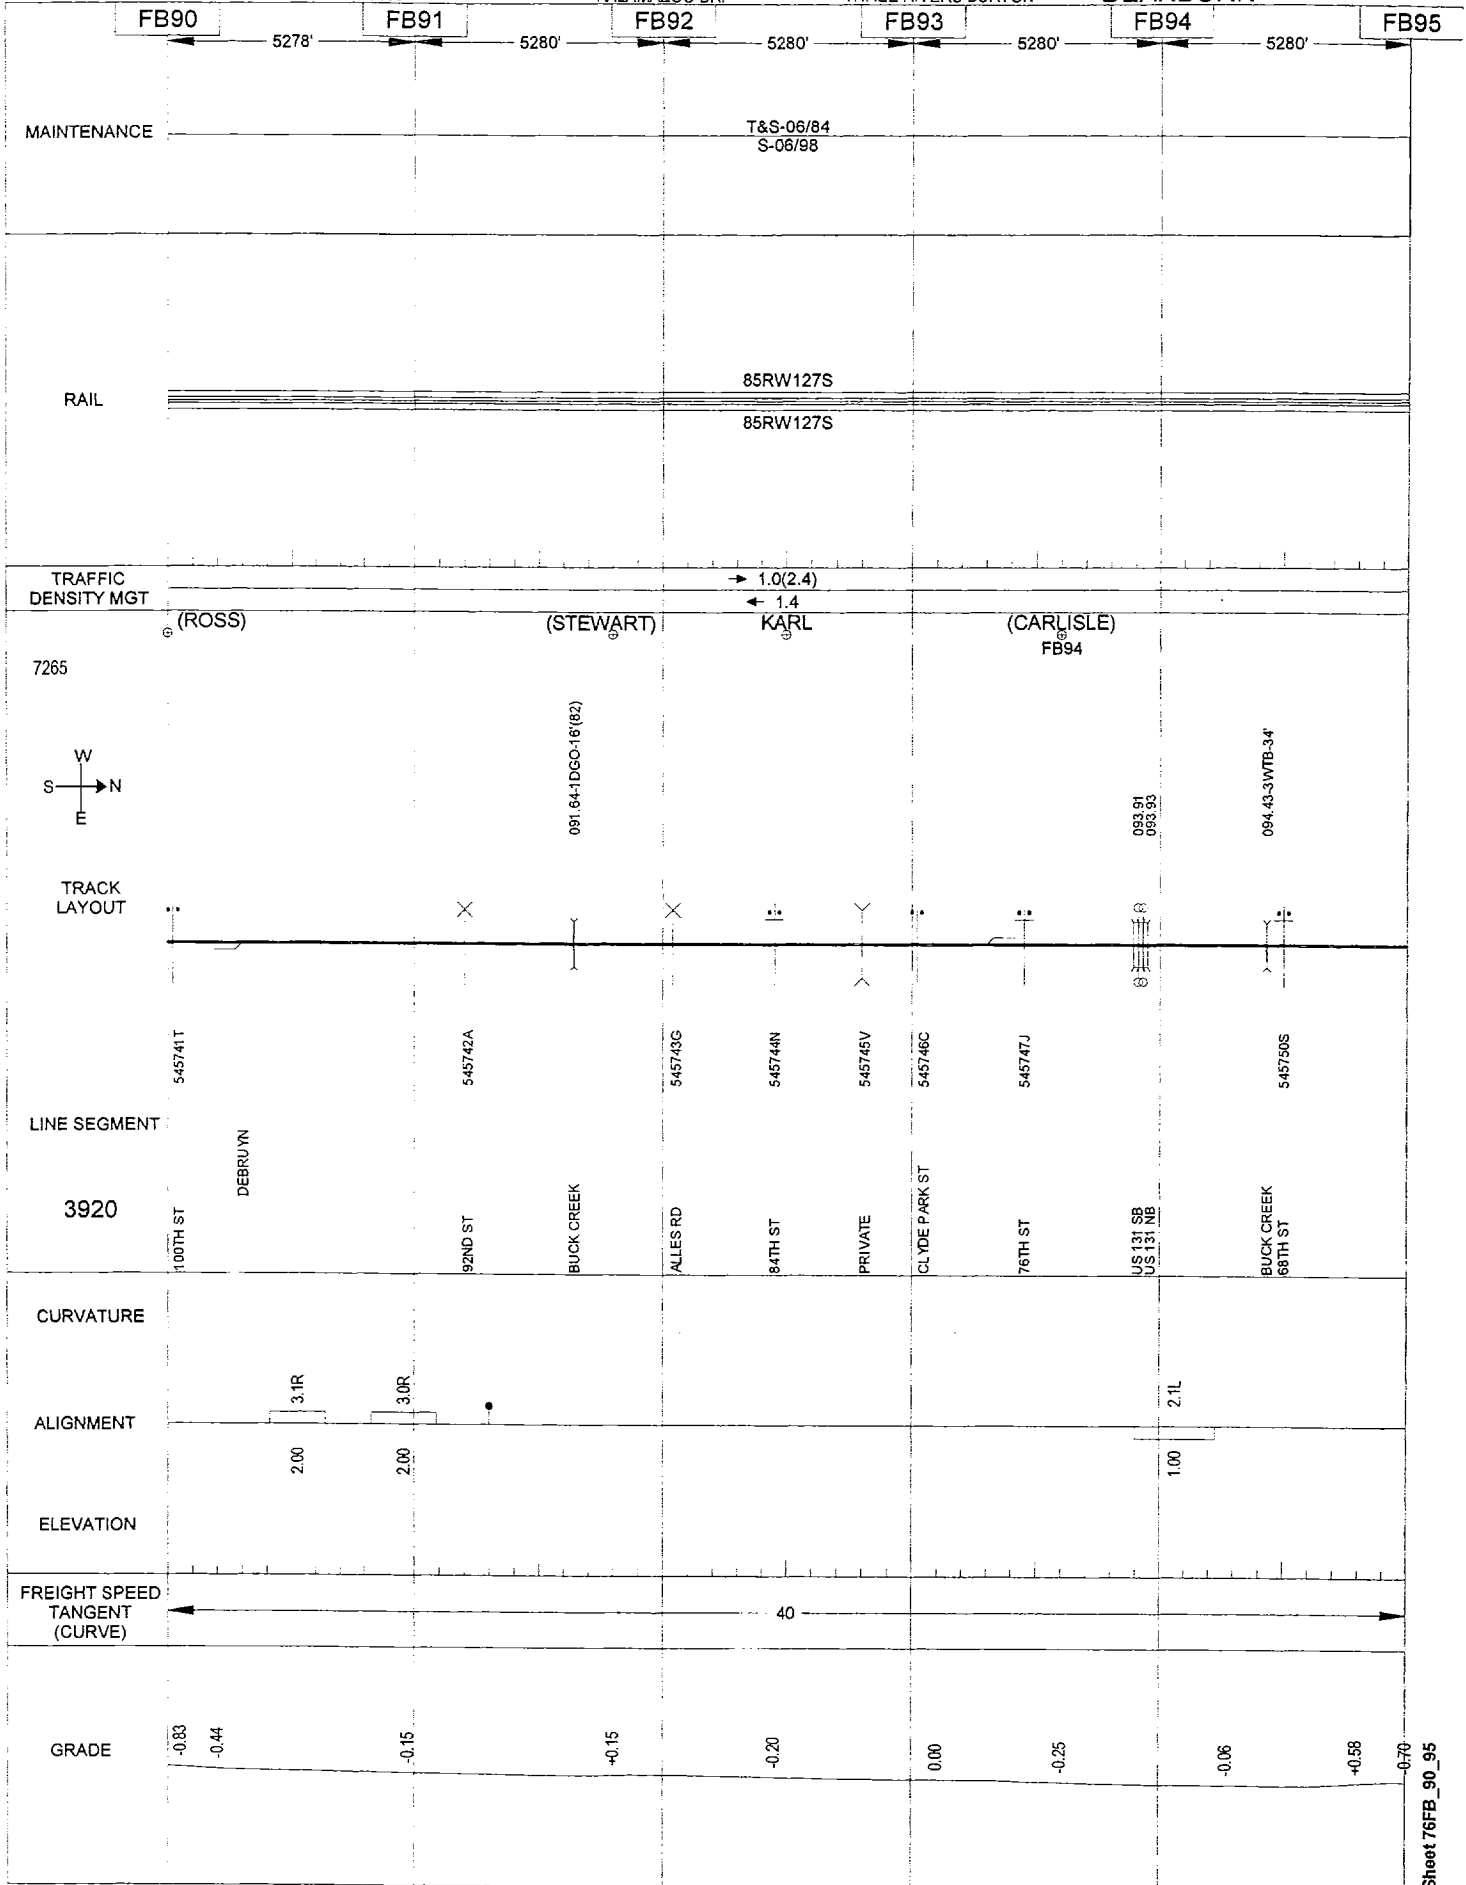 FB90 FB91 FB92 FB93 FB94 FB95
5278' 5280' 5280' 5280' 5280'
MAINTENANCE
T&S-06/84
S-06/98
RAIL
85RW127S
85RW127S
TRAFFIC
DENSITY MGT
1.0(2.4)
1.4
(ROSS) (STEWART) KARL (CARLISLE)
FB94
7265
W
S N
E
091.64-1DGO-16'(82)
093.91
093.93
094.43-3WTB-34'
TRACK
LAYOUT
545741T
545742A
545743G
545744N
545745V
545746C
545747J
545750S
LINE SEGMENT
3920
100TH ST
DEBRUYN
92ND ST
BUCK CREEK
ALLES RD
84TH ST
PRIVATE
CLYDE PARK ST
76TH ST
US 131 SB
US 131 NB
BUCK CREEK
68TH ST
CURVATURE
3.1R 3.0R 2.1L
ALIGNMENT
2.00 2.00 1.00
ELEVATION
FREIGHT SPEED
TANGENT
(CURVE)
40
GRADE
-0.83 -0.44 -0.15 +0.15 -0.20 0.00 -0.25 -0.06 +0.58 -0.70
Sheet 76FB_90_95